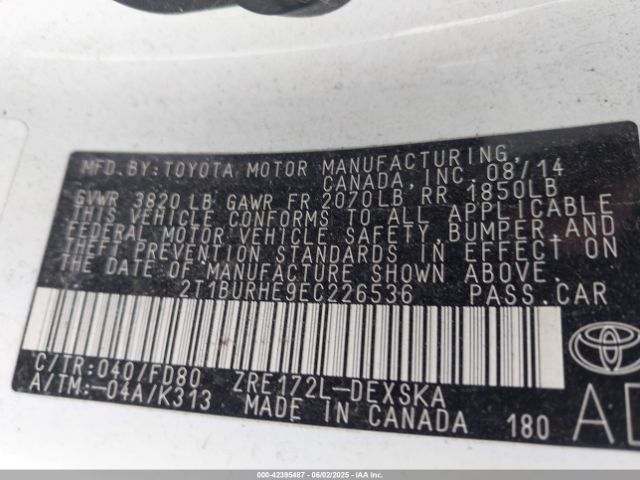 MFD.BY:TOYOTA MOTOR MANUFACTURING,
CANADA, INC. 08/14
GVWR 3820 LB GAWR FR 2070LB RR 1850LB
THIS VEHICLE CONFORMS TO ALL APPLICABLE
FEDERAL MOTOR VEHICLE SAFETY, BUMPER, AND
THEFT PREVENTION STANDARDS IN EFFECT ON
THE DATE OF MANUFACTURE SHOWN ABOVE.
2T1BURHE9EC226536 PASS.CAR
C/TR:040/FD80 ZRE172L-DEXSKA
A/TM:-04A/K313 MADE IN CANADA 180
000-42395487 - 06/02/2025 - IAAI.COM